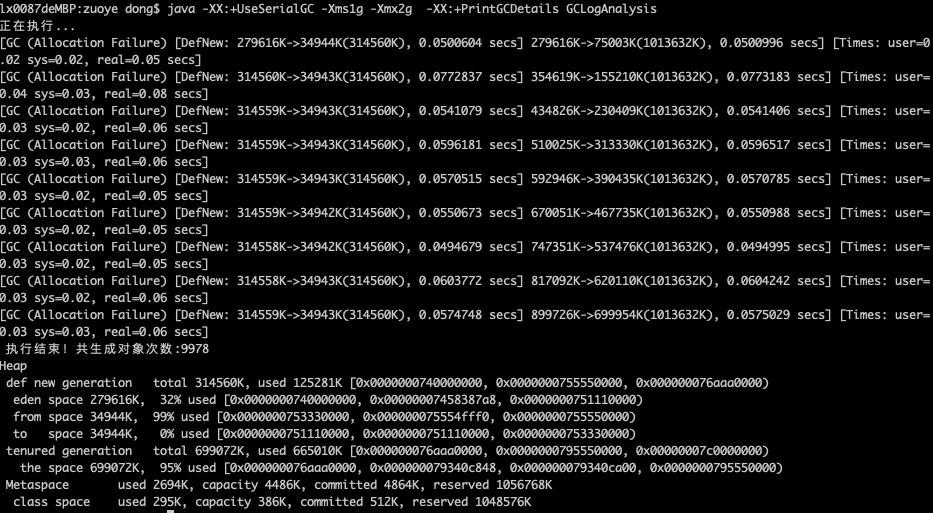 lx0087deMBP:zuoye dong$ java -XX:+UseSerialGC -Xms1g -Xmx2g  -XX:+PrintGCDetails GCLogAnalysis
正在执行...
[GC (Allocation Failure) [DefNew: 279616K->34944K(314560K), 0.0500604 secs] 279616K->75003K(1013632K), 0.0500996 secs] [Times: user=0
.02 sys=0.02, real=0.05 secs]
[GC (Allocation Failure) [DefNew: 314560K->34943K(314560K), 0.0772837 secs] 354619K->155210K(1013632K), 0.0773183 secs] [Times: user=
0.04 sys=0.03, real=0.08 secs]
[GC (Allocation Failure) [DefNew: 314559K->34943K(314560K), 0.0541079 secs] 434826K->230409K(1013632K), 0.0541406 secs] [Times: user=
0.03 sys=0.02, real=0.06 secs]
[GC (Allocation Failure) [DefNew: 314559K->34943K(314560K), 0.0596181 secs] 510025K->313330K(1013632K), 0.0596517 secs] [Times: user=
0.03 sys=0.03, real=0.06 secs]
[GC (Allocation Failure) [DefNew: 314559K->34943K(314560K), 0.0570515 secs] 592946K->390435K(1013632K), 0.0570785 secs] [Times: user=
0.03 sys=0.02, real=0.05 secs]
[GC (Allocation Failure) [DefNew: 314559K->34942K(314560K), 0.0550673 secs] 670051K->467735K(1013632K), 0.0550988 secs] [Times: user=
0.03 sys=0.02, real=0.05 secs]
[GC (Allocation Failure) [DefNew: 314558K->34942K(314560K), 0.0494679 secs] 747351K->537476K(1013632K), 0.0494995 secs] [Times: user=
0.03 sys=0.02, real=0.05 secs]
[GC (Allocation Failure) [DefNew: 314558K->34943K(314560K), 0.0603772 secs] 817092K->620110K(1013632K), 0.0604242 secs] [Times: user=
0.03 sys=0.02, real=0.06 secs]
[GC (Allocation Failure) [DefNew: 314559K->34943K(314560K), 0.0574748 secs] 899726K->699954K(1013632K), 0.0575029 secs] [Times: user=
0.03 sys=0.03, real=0.06 secs]
执行结束! 共生成对象次数:9978
Heap
def new generation   total 314560K, used 125281K [0x0000000740000000, 0x0000000755550000, 0x000000076aaa0000)
eden space 279616K,  32% used [0x0000000740000000, 0x00000007458387a8, 0x0000000751110000)
from space 34944K,  99% used [0x0000000753330000, 0x000000075554fff0, 0x0000000755550000)
to   space 34944K,   0% used [0x0000000751110000, 0x0000000751110000, 0x0000000753330000)
tenured generation   total 699072K, used 665010K [0x000000076aaa0000, 0x0000000795550000, 0x00000007c0000000)
the space 699072K,  95% used [0x000000076aaa0000, 0x000000079340c848, 0x000000079340ca00, 0x0000000795550000)
Metaspace       used 2694K, capacity 4486K, committed 4864K, reserved 1056768K
class space    used 295K, capacity 386K, committed 512K, reserved 1048576K